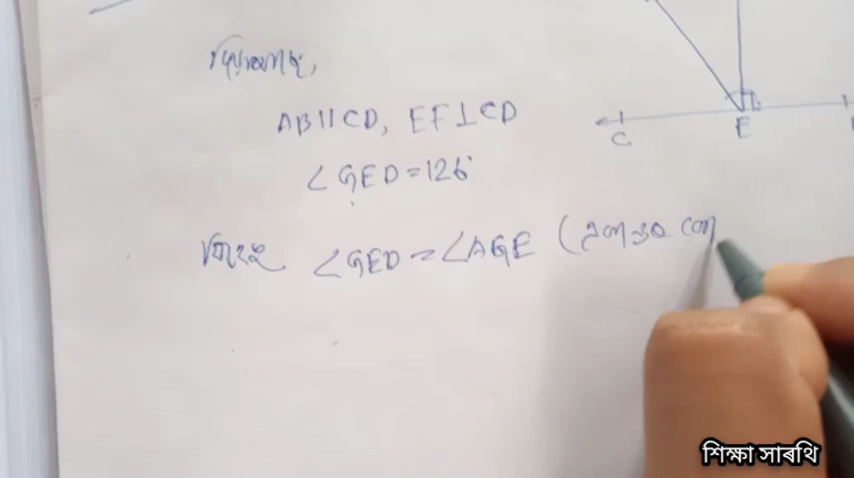 দিয়া আছে,
AB||CD, EF⊥CD
∠GED=126°
C E
∠GED=∠AGE (একান্তৰ কোণ
শিক্ষা সাৰথি